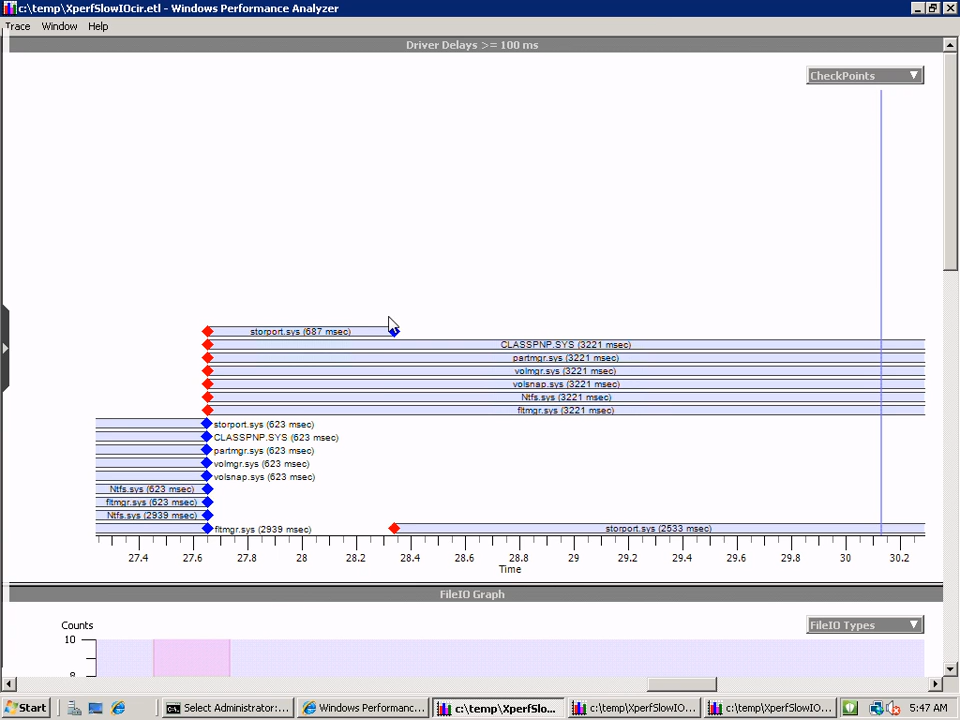 c:\temp\XperfSlowIOcir.etl - Windows Performance Analyzer
Trace Window Help
Driver Delays >= 100 ms
CheckPoints
storport.sys (687 msec)
CLASSPNP.SYS (3221 msec)
partmgr.sys (3221 msec)
volmgr.sys (3221 msec)
volsnap.sys (3221 msec)
Ntfs.sys (3221 msec)
fltmgr.sys (3221 msec)
storport.sys (623 msec)
CLASSPNP.SYS (623 msec)
partmgr.sys (623 msec)
volmgr.sys (623 msec)
volsnap.sys (623 msec)
Ntfs.sys (623 msec)
fltmgr.sys (623 msec)
Ntfs.sys (2939 msec)
fltmgr.sys (2939 msec) storport.sys (2533 msec)
27.4 27.6 27.8 28 28.2 28.4 28.6 28.8 29 29.2 29.4 29.6 29.8 30 30.2
Time
FileIO Graph
Counts FileIO Types
10
8
Start Select Administrator:... Windows Performanc... c:\temp\XperfSlo... c:\temp\XperfSlowIO... c:\temp\XperfSlowIO... 5:47 AM